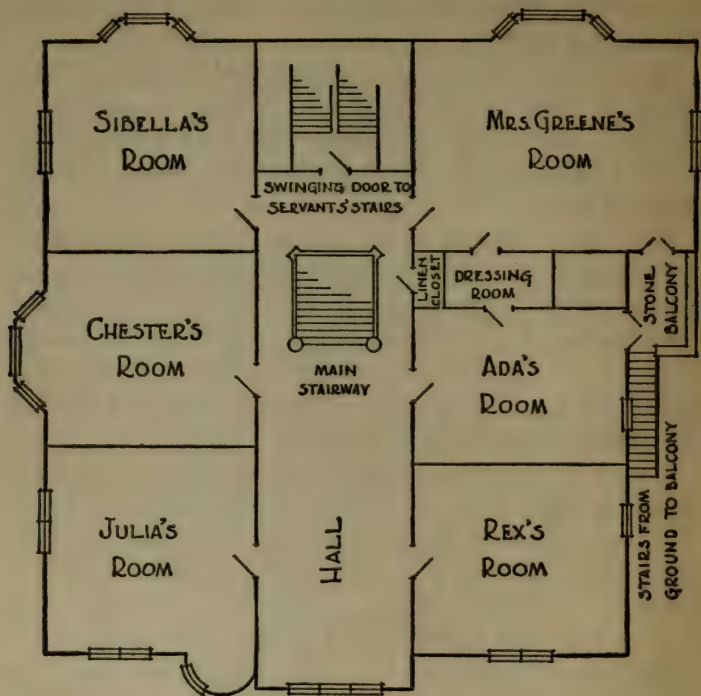 SIBELLA'S
ROOM
MRS. GREENE'S
ROOM
SWINGING DOOR TO
SERVANTS' STAIRS
LINEN
CLOSET
DRESSING
ROOM
STONE
BALCONY
CHESTER'S
ROOM
MAIN
STAIRWAY
ADA'S
ROOM
JULIA'S
ROOM
HALL
REX'S
ROOM
STAIRS FROM
GROUND TO BALCONY